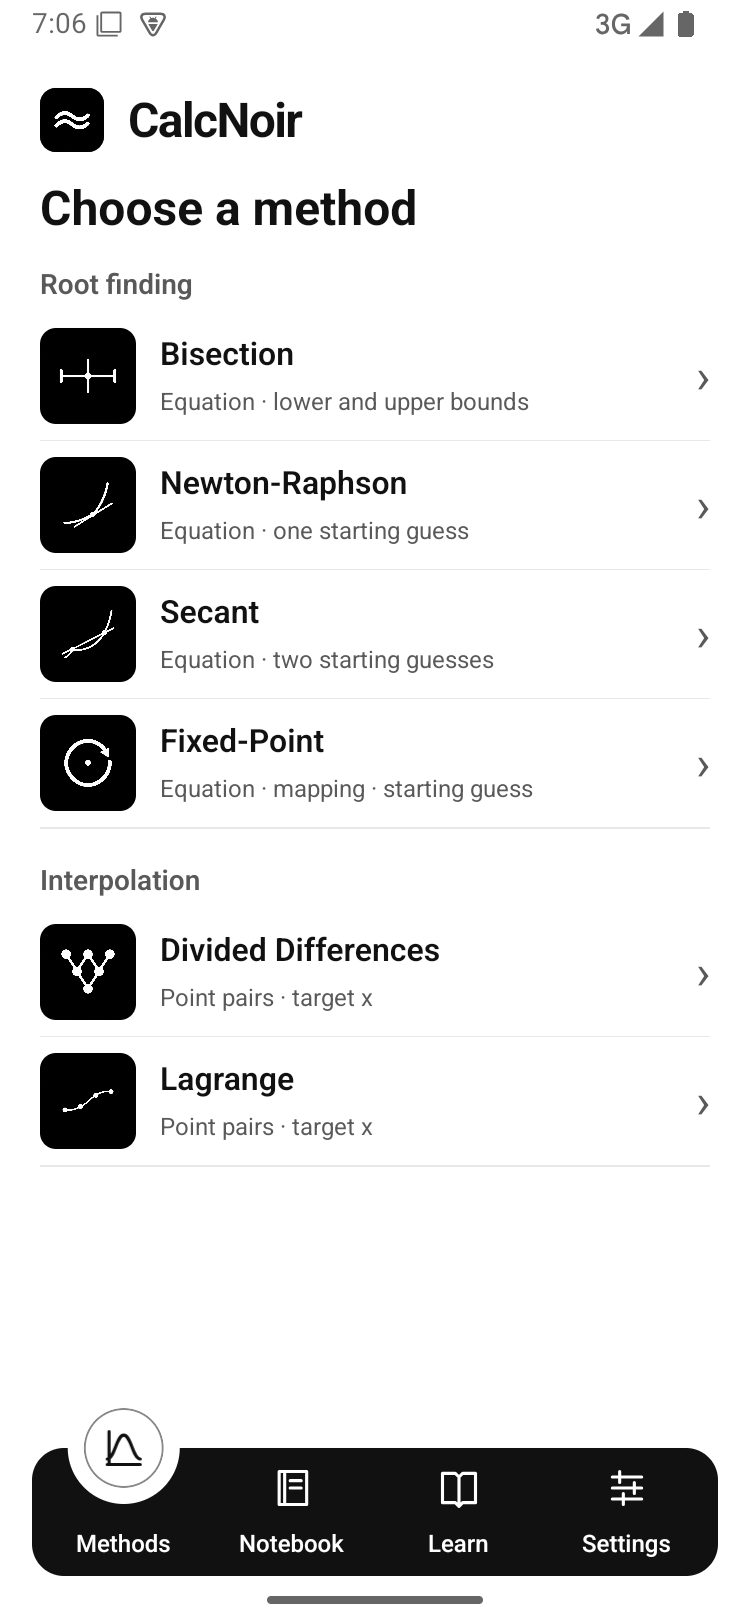 7:06
3G
CalcNoir
Choose a method
Root finding
Bisection
Equation · lower and upper bounds
Newton-Raphson
Equation · one starting guess
Secant
Equation · two starting guesses
Fixed-Point
Equation · mapping · starting guess
Interpolation
Divided Differences
Point pairs · target x
Lagrange
Point pairs · target x
Methods
Notebook
Learn
Settings